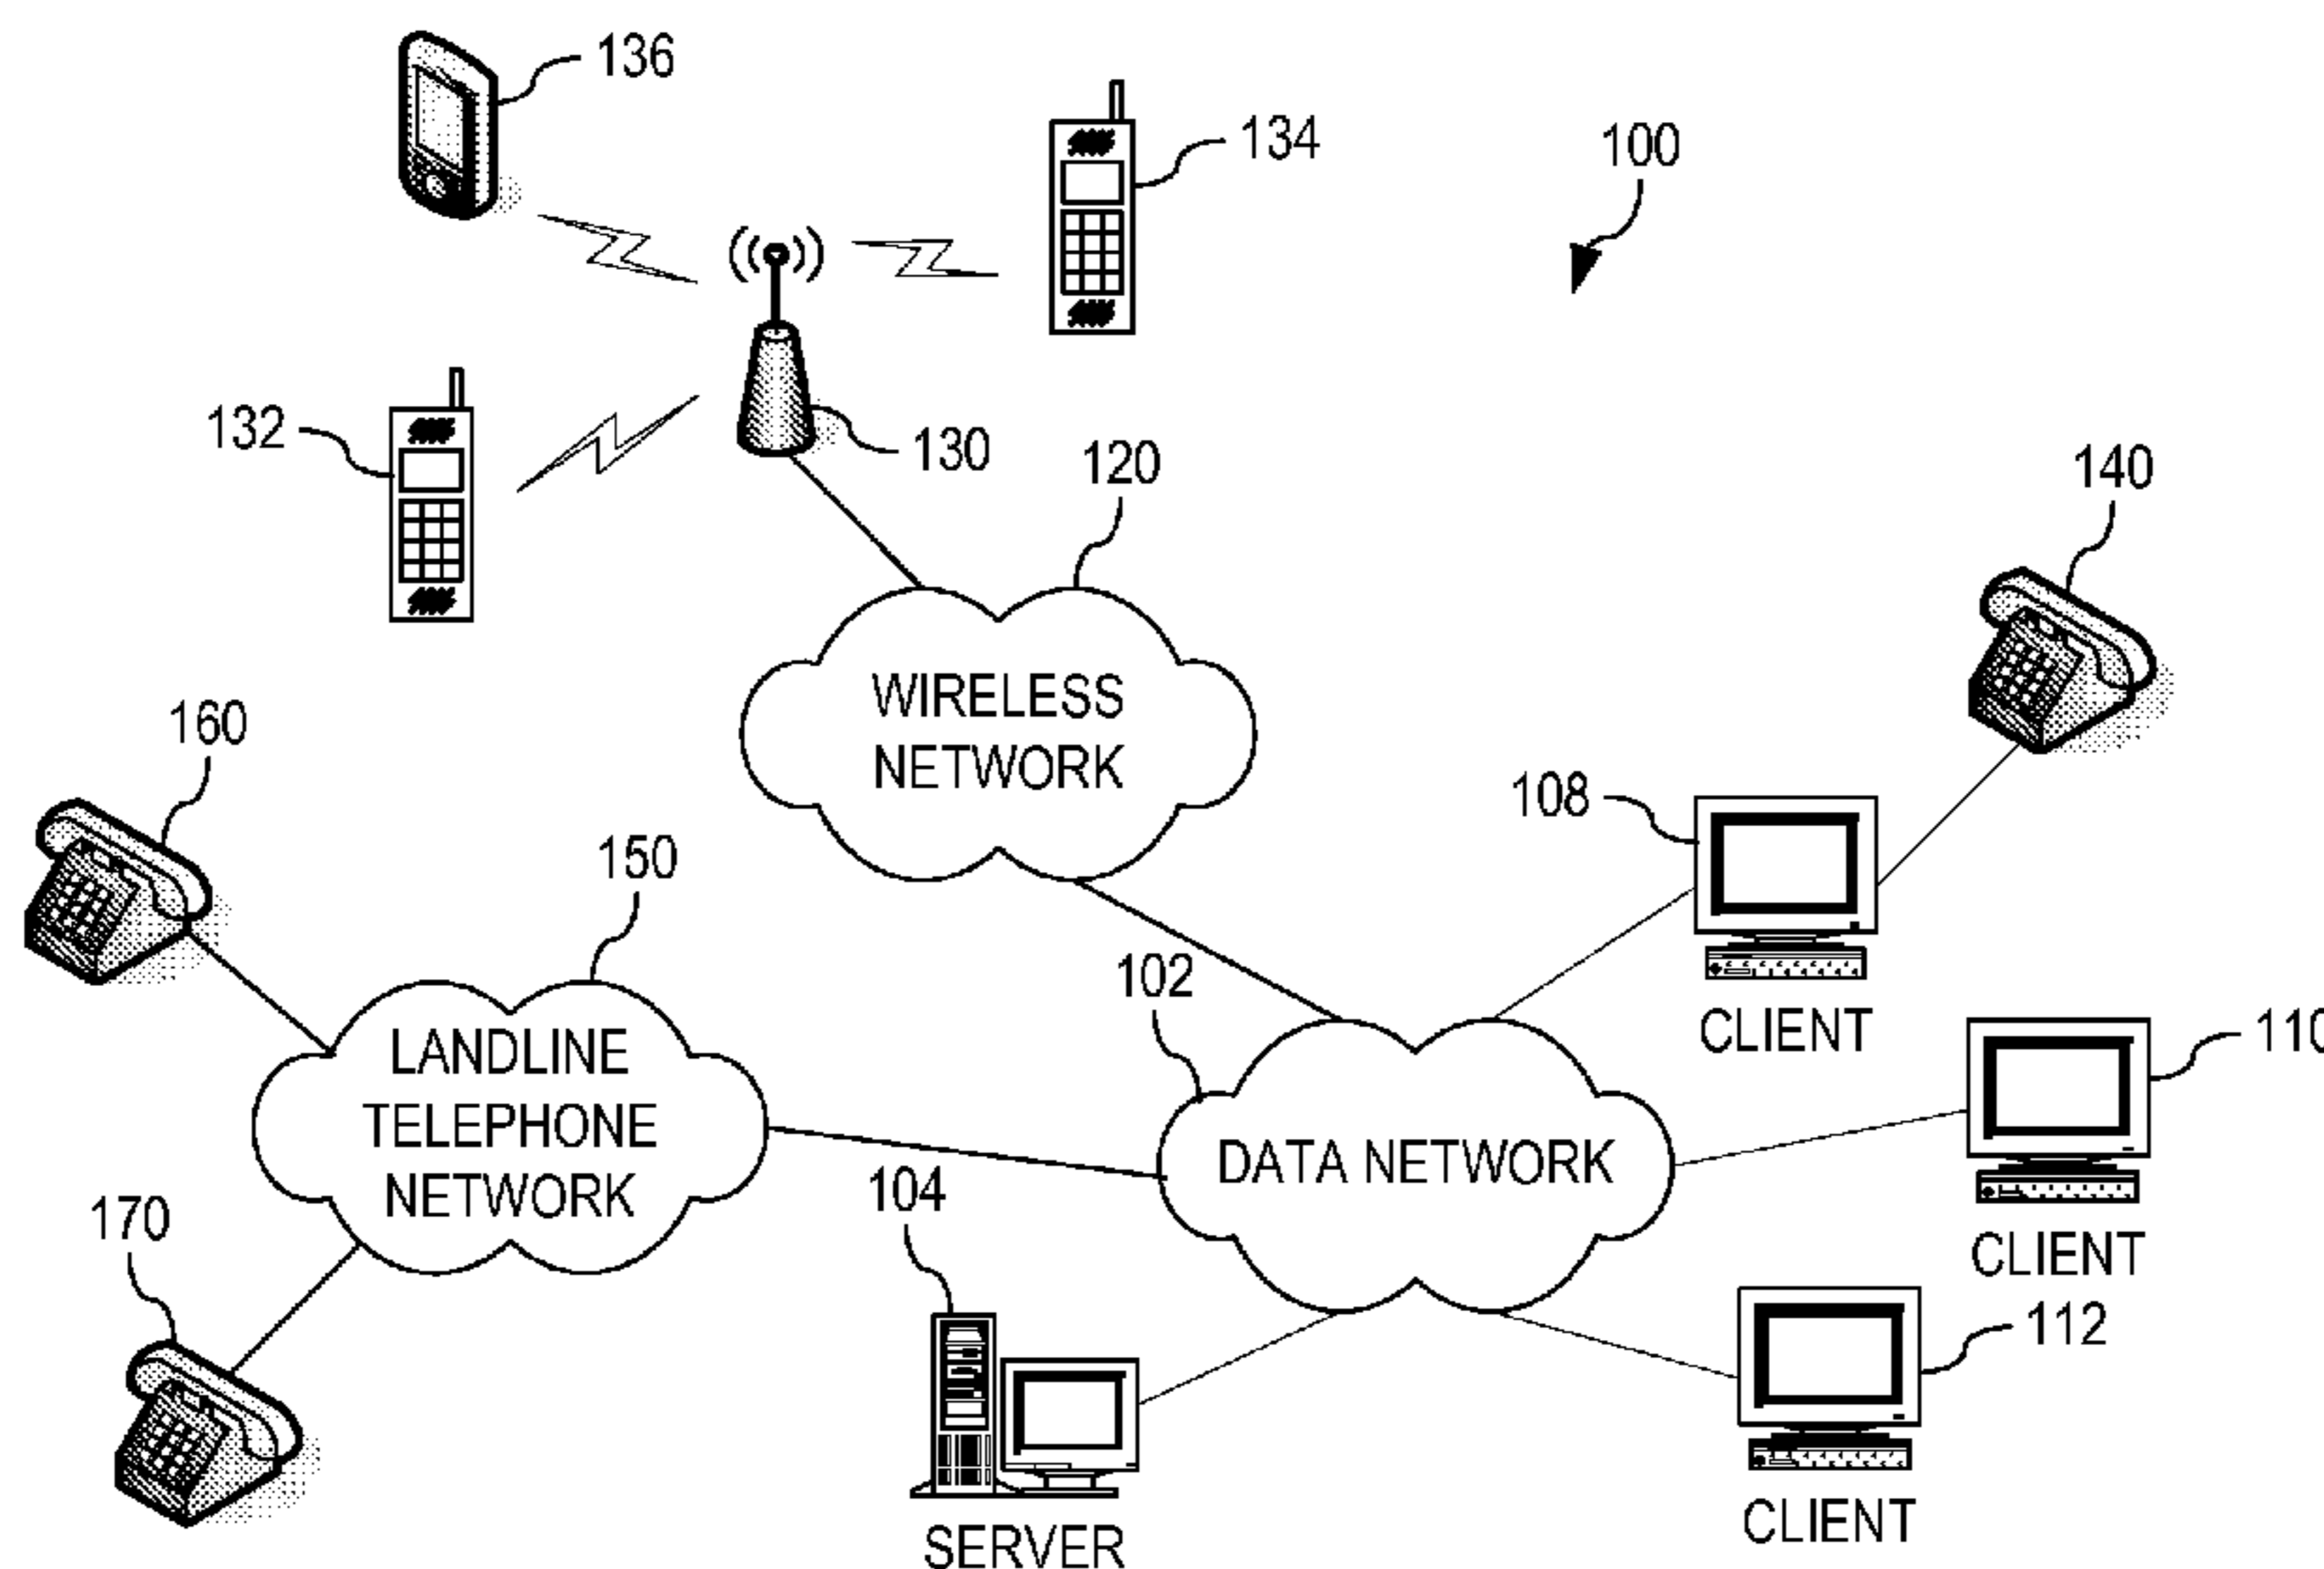 136
134
100
132
130
120
140
WIRELESS
NETWORK
160
108
150
102
CLIENT
110
LANDLINE
TELEPHONE
NETWORK
DATA NETWORK
104
170
CLIENT
112
CLIENT
SERVER